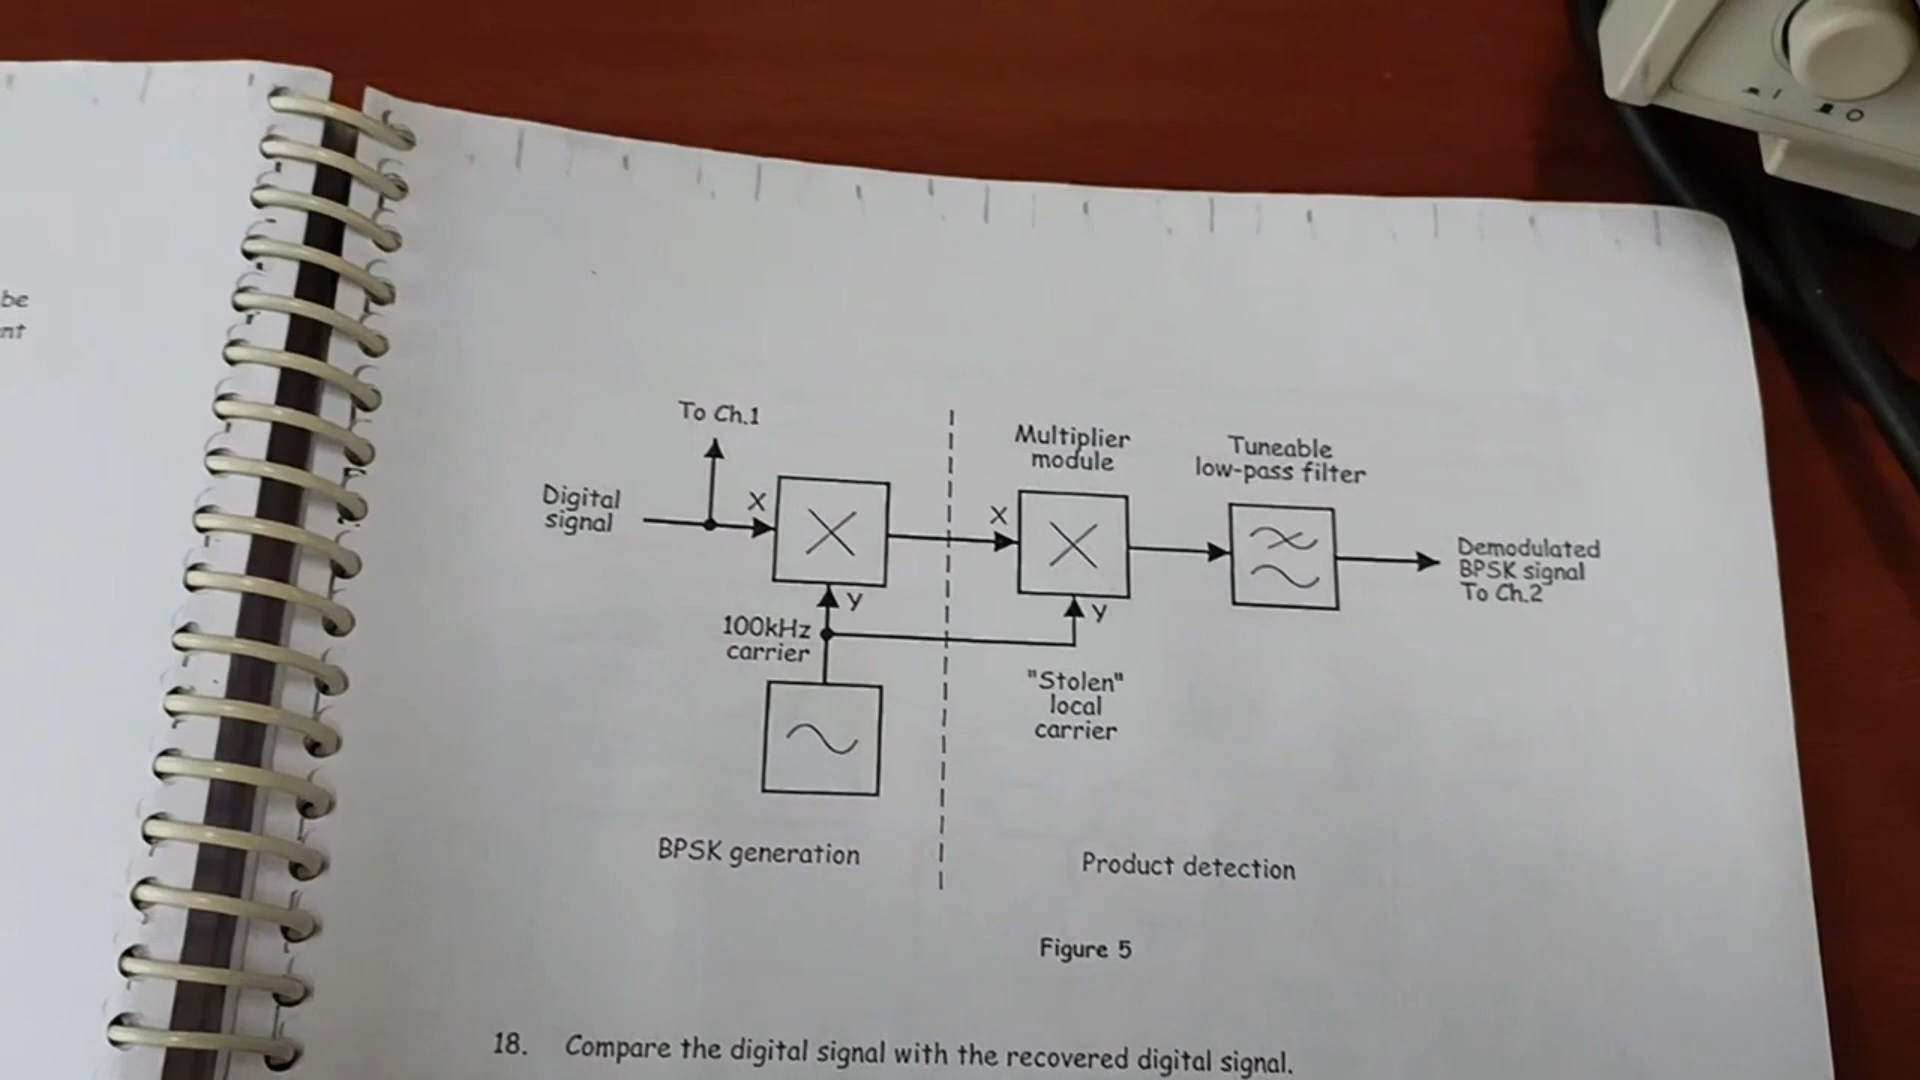 be
nt
To Ch.1
Digital
signal
X
Y
100kHz
carrier
X
Multiplier
module
Y
"Stolen"
local
carrier
Tuneable
low-pass filter
Demodulated
BPSK signal
To Ch.2
BPSK generation
Product detection
Figure 5
18. Compare the digital signal with the recovered digital signal.